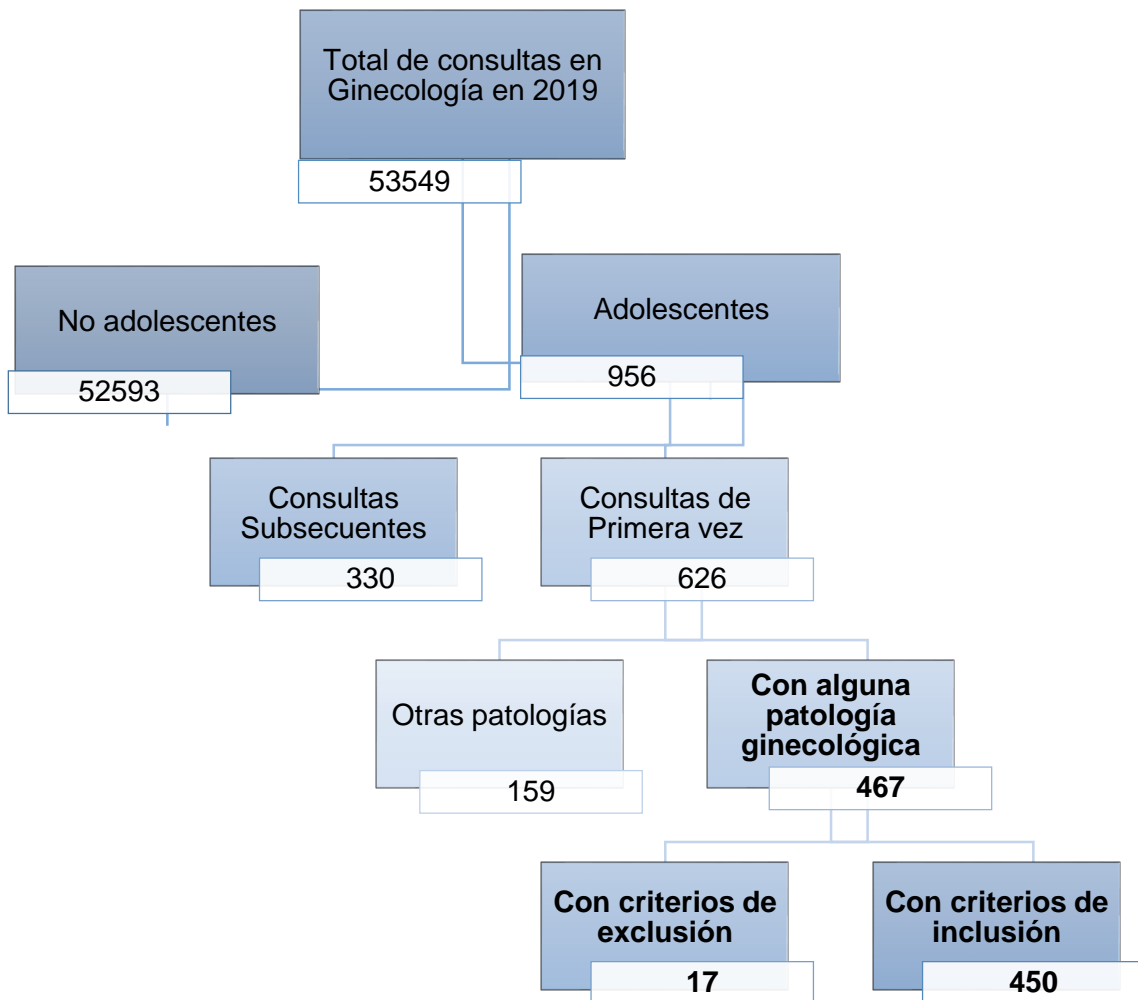 Total de consultas en
Ginecología en 2019
53549
No adolescentes
52593
Adolescentes
956
Consultas
Subsecuentes
330
Consultas de
Primera vez
626
Otras patologías
159
Con alguna
patología
ginecológica
467
Con criterios de
exclusión
17
Con criterios de
inclusión
450